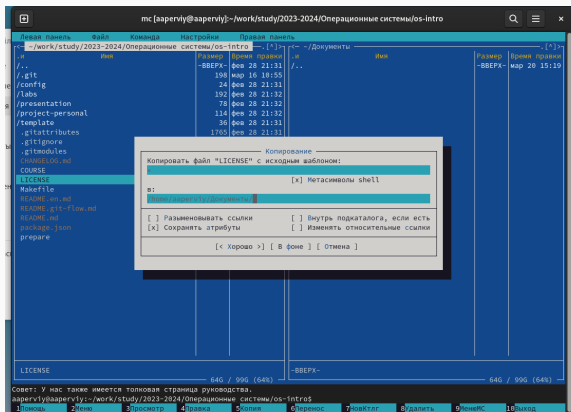 mc [aaperviy@aaperviy]:~/work/study/2023-2024/Операционные системы/os-intro
Левая панель Файл Команда Настройки Правая панель
~/work/study/2023-2024/Операционные системы/os-intro .[^]>
<- ~/Документы .[^]>
.и Имя Размер Время правки
.и Имя Размер Время правки
/.. -ВВЕРХ- фев 28 21:31
/.. -ВВЕРХ- мар 20 15:19
/.git 198 мар 16 10:55
/config 24 фев 28 21:31
/labs 192 фев 28 21:32
/presentation 78 фев 28 21:32
/project-personal 114 фев 28 21:32
/template 36 фев 28 21:31
.gitattributes 1765 фев 28 21:31
.gitignore
.gitmodules
CHANGELOG.md
COURSE
LICENSE
Makefile
README.en.md
README.git-flow.md
README.md
package.json
prepare
Копирование
Копировать файл "LICENSE" с исходным шаблоном:
*
[x] Метасимволы shell
в:
/home/aaperviy/Документы/
[ ] Разыменовывать ссылки [ ] Внутрь подкаталога, если есть
[x] Сохранять атрибуты [ ] Изменять относительные ссылки
[< Хорошо >] [ В фоне ] [ Отмена ]
LICENSE
-ВВЕРХ-
64G / 99G (64%)
64G / 99G (64%)
Совет: У нас также имеется толковая страница руководства.
aaperviy@aaperviy:~/work/study/2023-2024/Операционные системы/os-intro$
1Помощь 2Меню 3Просмотр 4Правка 5Копия 6Перенос 7НовКтлг 8Удалить 9МенюMC 10Выход